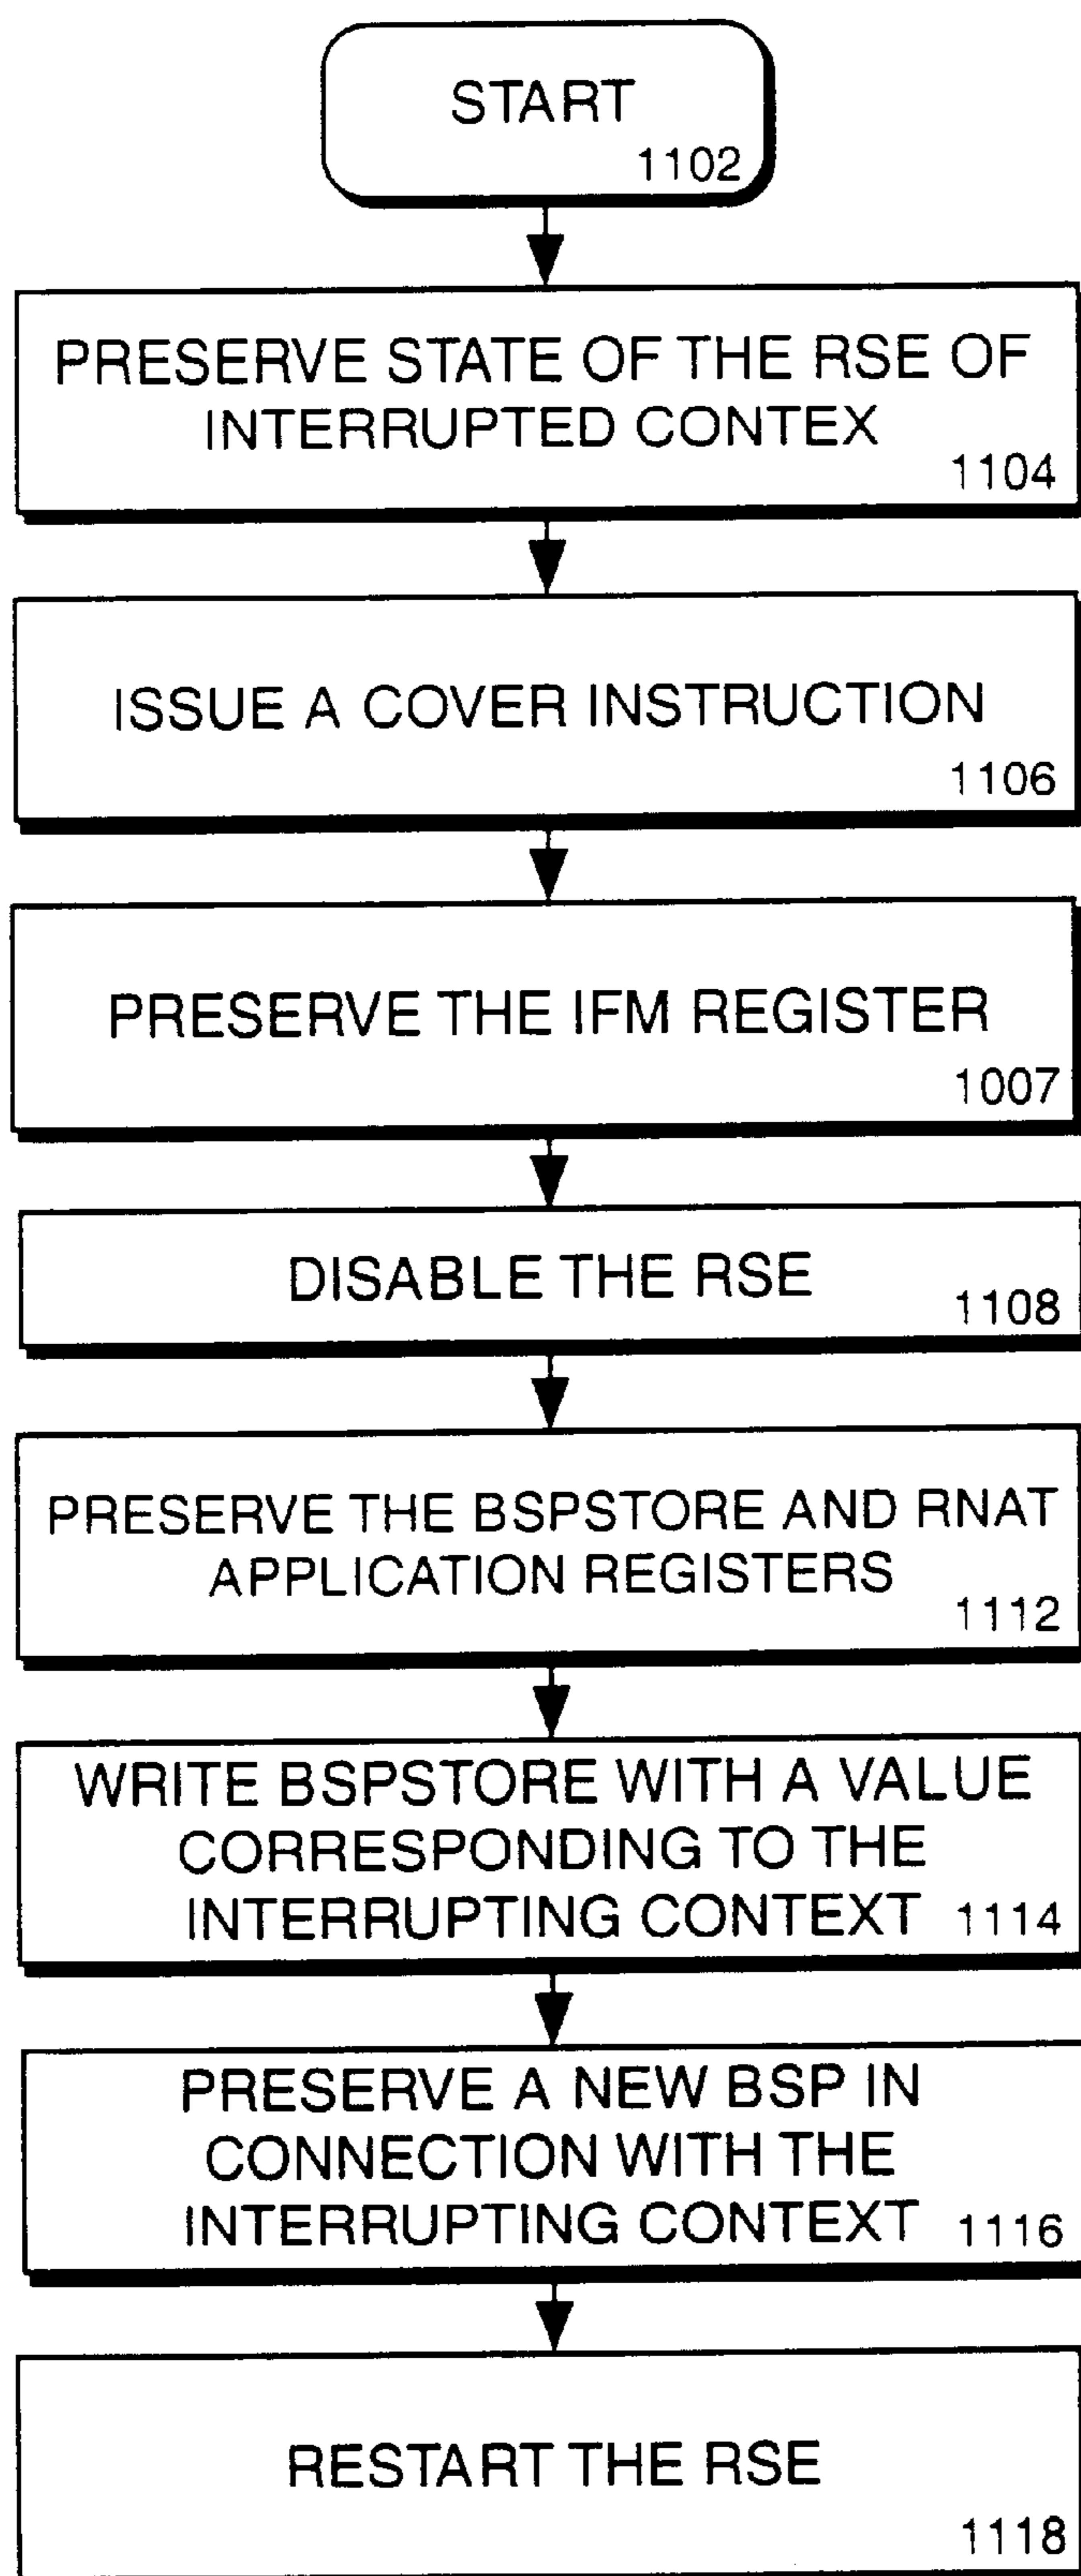 START
1102
PRESERVE STATE OF THE RSE OF
INTERRUPTED CONTEX
1104
ISSUE A COVER INSTRUCTION
1106
PRESERVE THE IFM REGISTER
1007
DISABLE THE RSE
1108
PRESERVE THE BSPSTORE AND RNAT
APPLICATION REGISTERS
1112
WRITE BSPSTORE WITH A VALUE
CORRESPONDING TO THE
INTERRUPTING CONTEXT 1114
PRESERVE A NEW BSP IN
CONNECTION WITH THE
INTERRUPTING CONTEXT 1116
RESTART THE RSE
1118